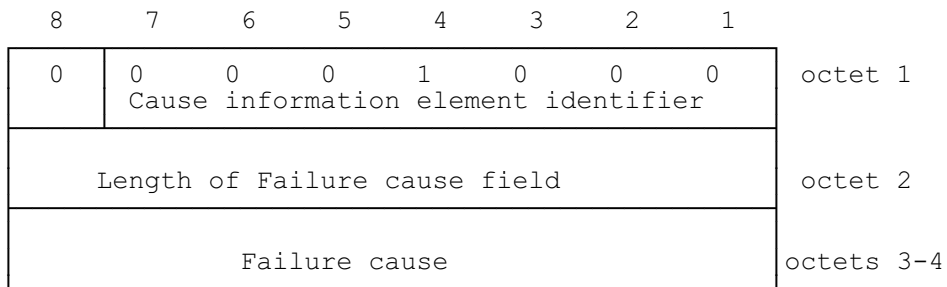 8 7 6 5 4 3 2 1
0 0 0 0 1 0 0 0 octet 1
Cause information element identifier
Length of Failure cause field octet 2
Failure cause octets 3-4